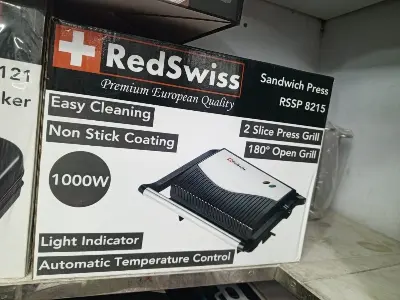 RedSwiss
Premium European Quality
Sandwich Press
RSSP 8215
Easy Cleaning
Non Stick Coating
2 Slice Press Grill
180° Open Grill
1000W
Light Indicator
Automatic Temperature Control
121
ker